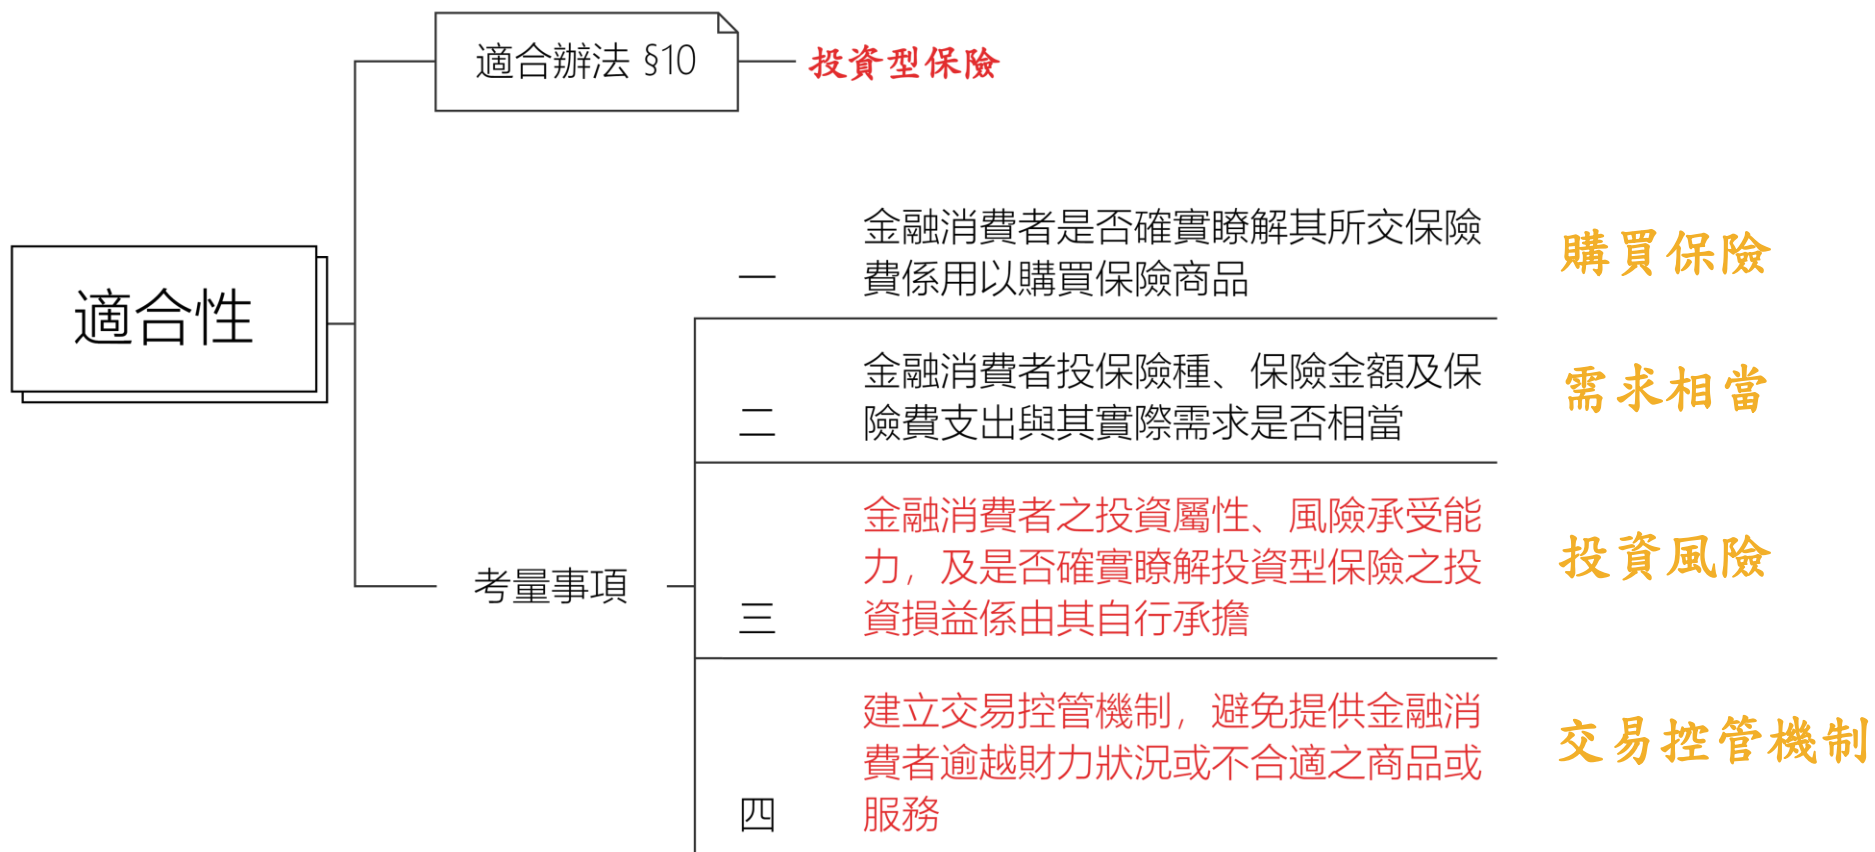 適合辦法 §10
投資型保險
適合性
考量事項
一
金融消費者是否確實瞭解其所交保險
費係用以購買保險商品
購買保險
二
金融消費者投保險種、保險金額及保
險費支出與其實際需求是否相當
需求相當
三
金融消費者之投資屬性、風險承受能
力，及是否確實瞭解投資型保險之投
資損益係由其自行承擔
投資風險
四
建立交易控管機制，避免提供金融消
費者逾越財力狀況或不合適之商品或
服務
交易控管機制